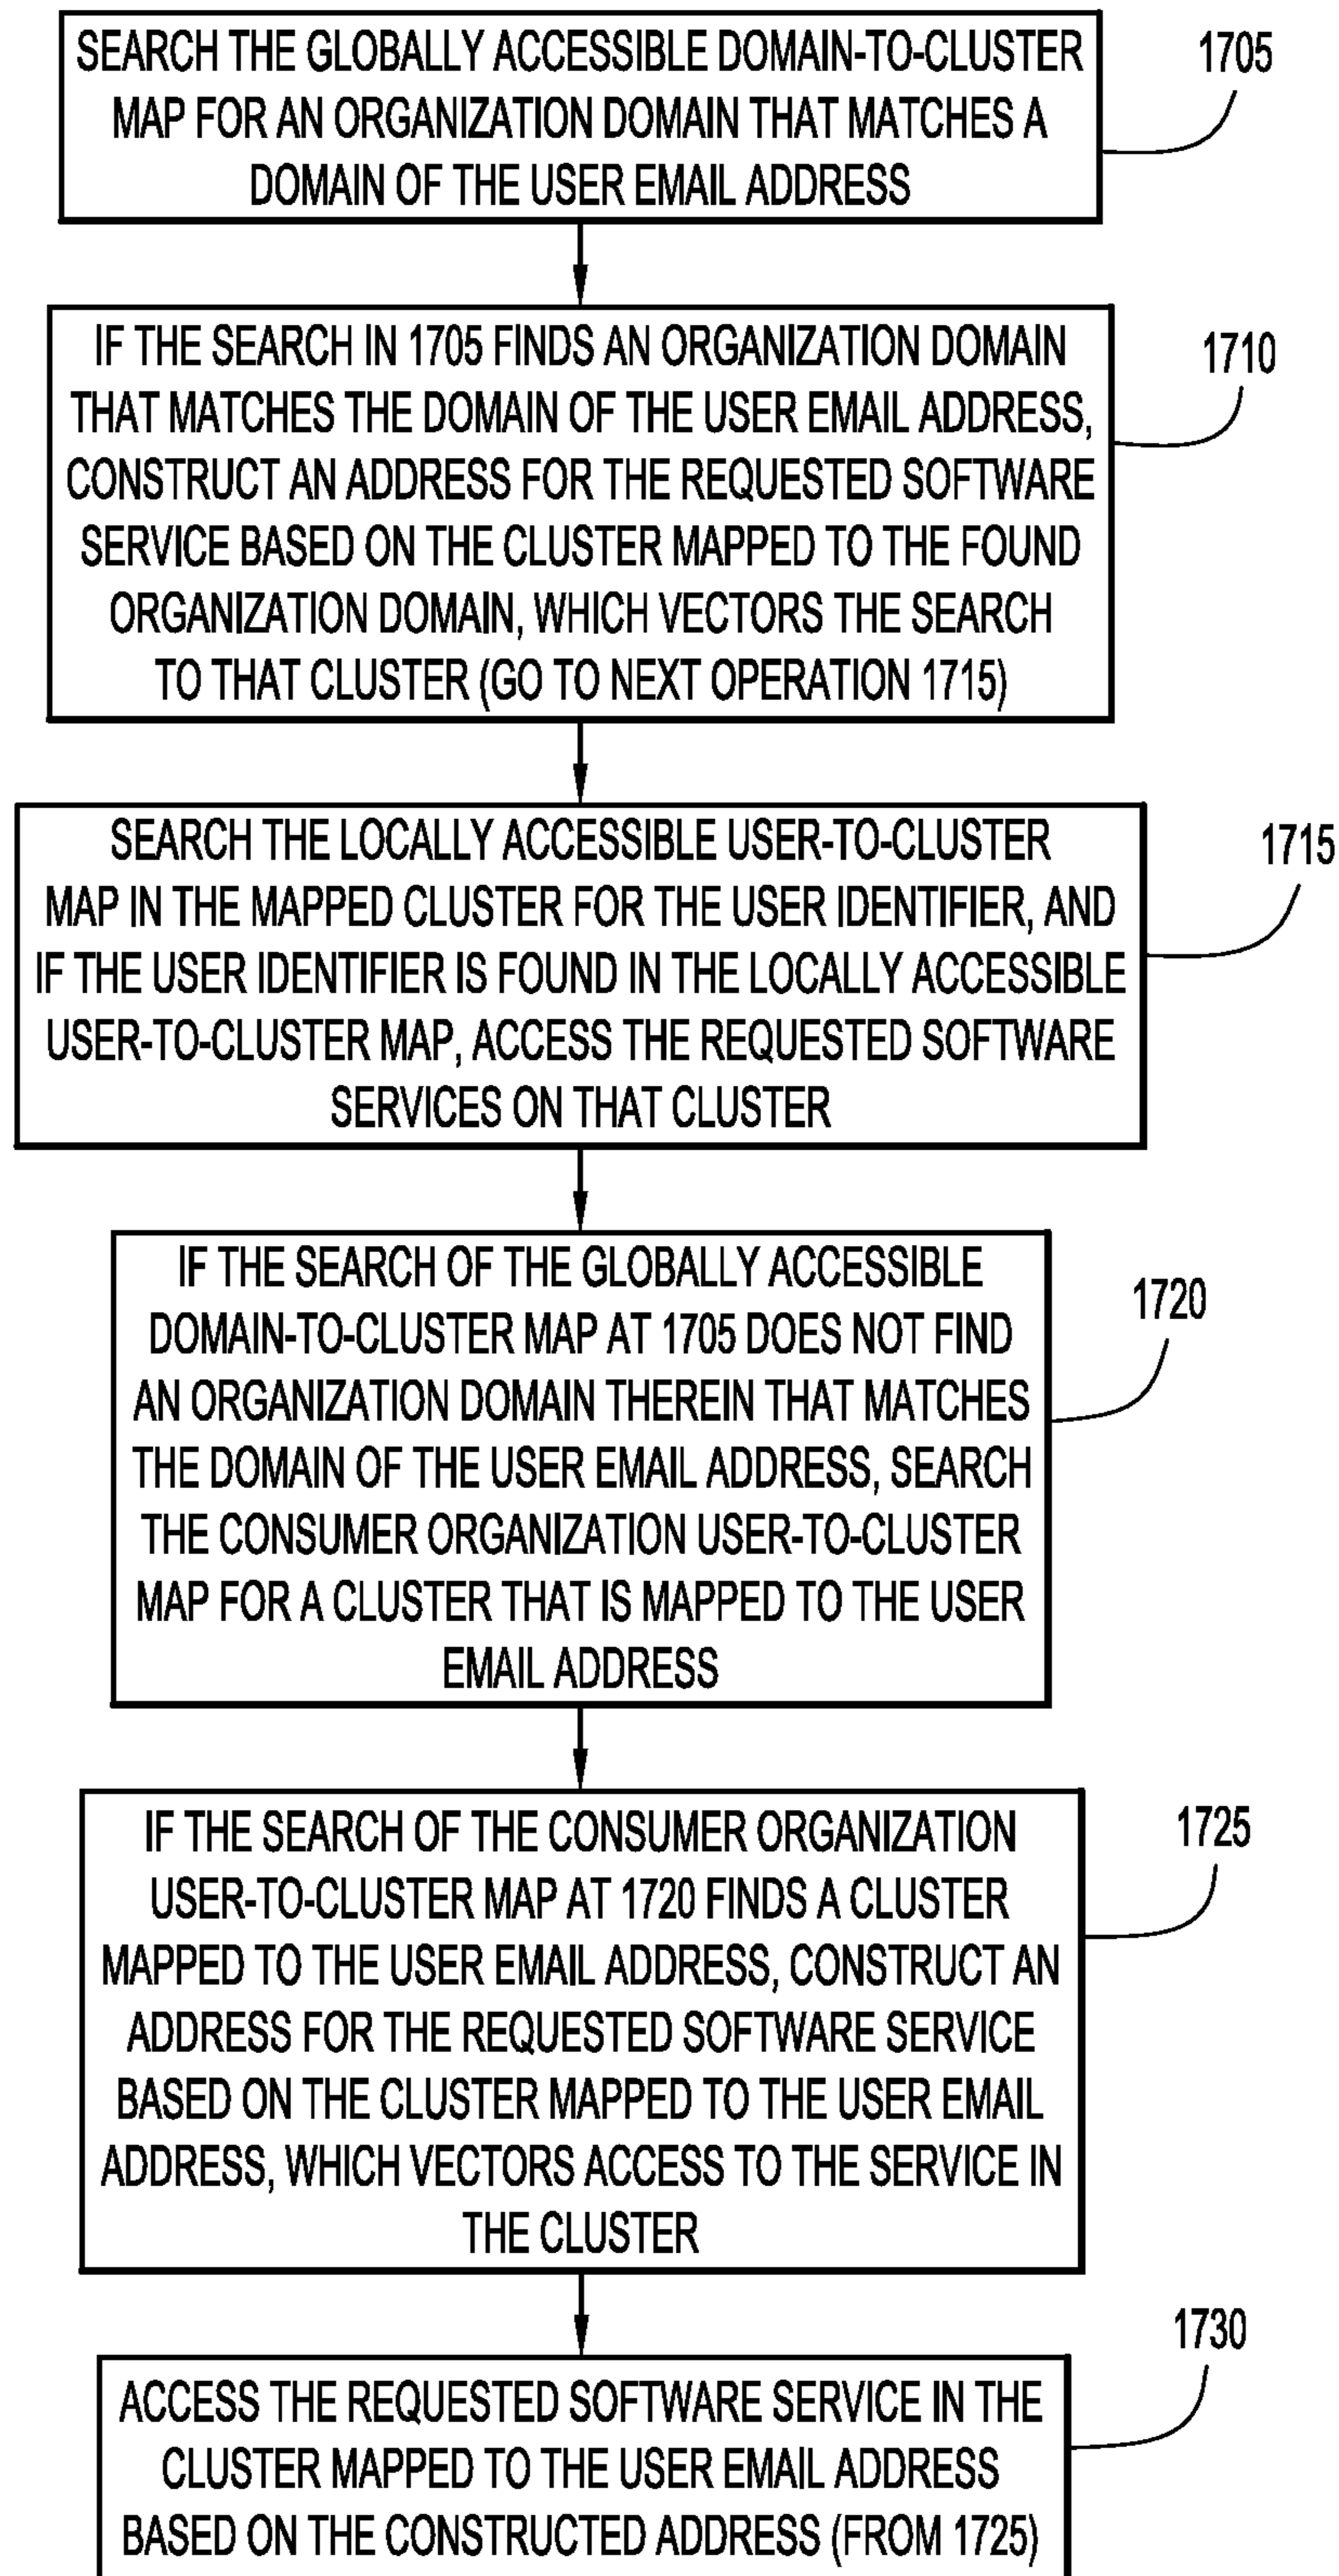 SEARCH THE GLOBALLY ACCESSIBLE DOMAIN-TO-CLUSTER
MAP FOR AN ORGANIZATION DOMAIN THAT MATCHES A
DOMAIN OF THE USER EMAIL ADDRESS
1705
IF THE SEARCH IN 1705 FINDS AN ORGANIZATION DOMAIN
THAT MATCHES THE DOMAIN OF THE USER EMAIL ADDRESS,
CONSTRUCT AN ADDRESS FOR THE REQUESTED SOFTWARE
SERVICE BASED ON THE CLUSTER MAPPED TO THE FOUND
ORGANIZATION DOMAIN, WHICH VECTORS THE SEARCH
TO THAT CLUSTER (GO TO NEXT OPERATION 1715)
1710
SEARCH THE LOCALLY ACCESSIBLE USER-TO-CLUSTER
MAP IN THE MAPPED CLUSTER FOR THE USER IDENTIFIER, AND
IF THE USER IDENTIFIER IS FOUND IN THE LOCALLY ACCESSIBLE
USER-TO-CLUSTER MAP, ACCESS THE REQUESTED SOFTWARE
SERVICES ON THAT CLUSTER
1715
IF THE SEARCH OF THE GLOBALLY ACCESSIBLE
DOMAIN-TO-CLUSTER MAP AT 1705 DOES NOT FIND
AN ORGANIZATION DOMAIN THEREIN THAT MATCHES
THE DOMAIN OF THE USER EMAIL ADDRESS, SEARCH
THE CONSUMER ORGANIZATION USER-TO-CLUSTER
MAP FOR A CLUSTER THAT IS MAPPED TO THE USER
EMAIL ADDRESS
1720
IF THE SEARCH OF THE CONSUMER ORGANIZATION
USER-TO-CLUSTER MAP AT 1720 FINDS A CLUSTER
MAPPED TO THE USER EMAIL ADDRESS, CONSTRUCT AN
ADDRESS FOR THE REQUESTED SOFTWARE SERVICE
BASED ON THE CLUSTER MAPPED TO THE USER EMAIL
ADDRESS, WHICH VECTORS ACCESS TO THE SERVICE IN
THE CLUSTER
1725
ACCESS THE REQUESTED SOFTWARE SERVICE IN THE
CLUSTER MAPPED TO THE USER EMAIL ADDRESS
BASED ON THE CONSTRUCTED ADDRESS (FROM 1725)
1730